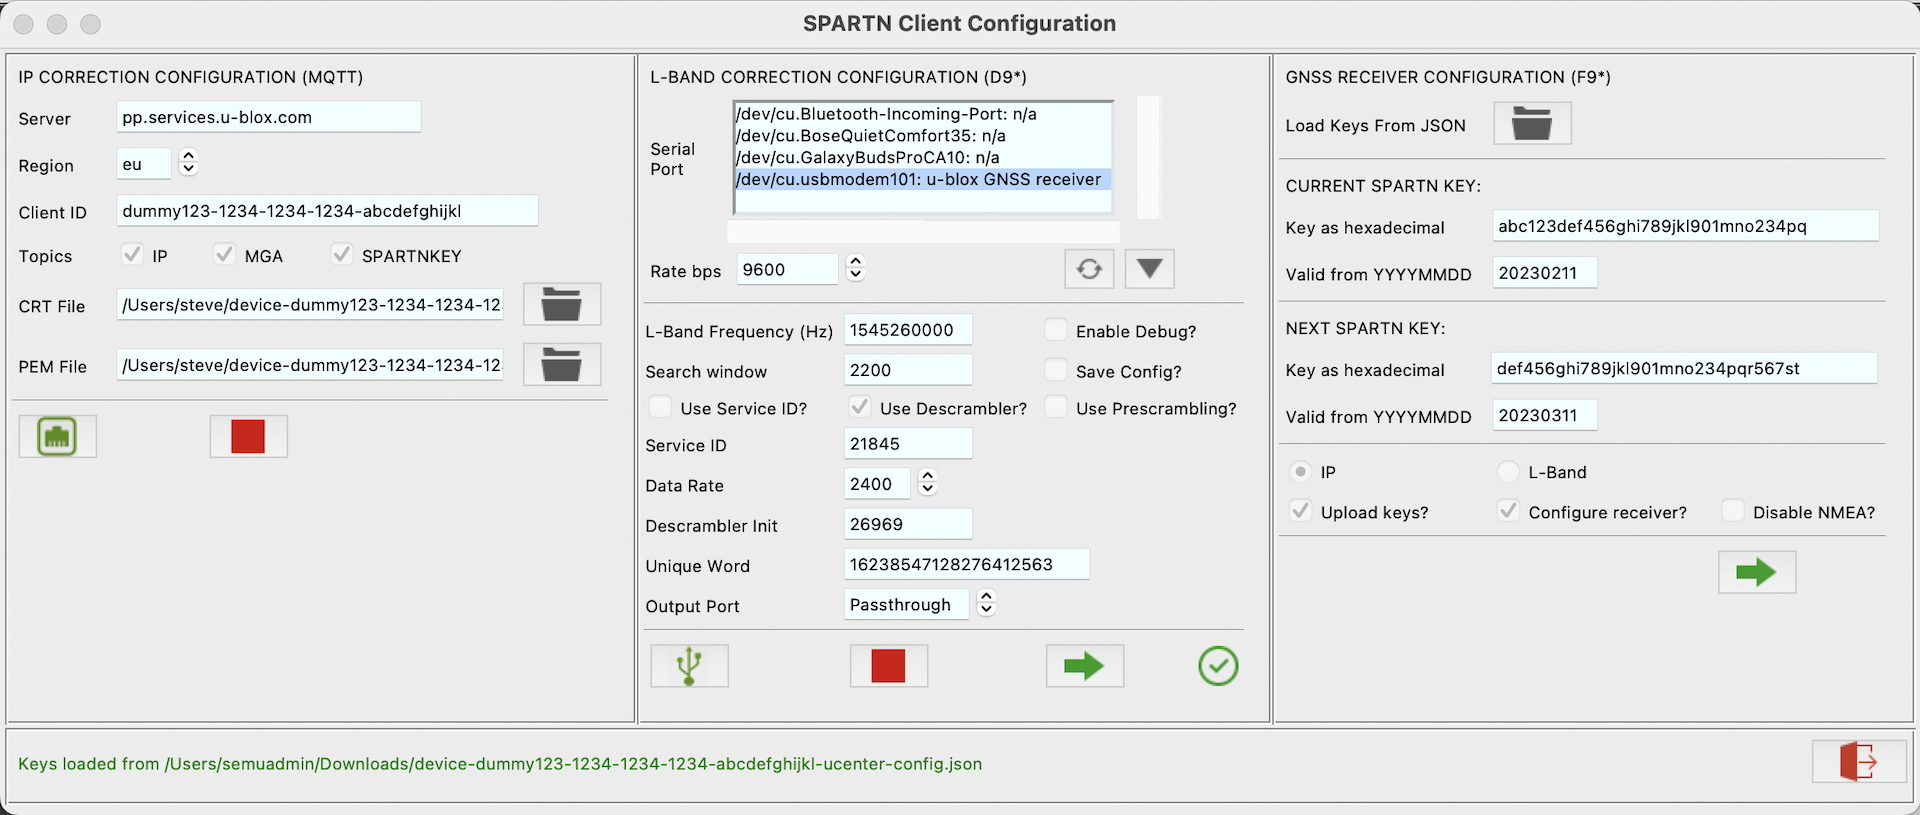 SPARTN Client Configuration
IP CORRECTION CONFIGURATION (MQTT)
Server pp.services.u-blox.com
Region eu
Client ID dummy123-1234-1234-1234-abcdefghijkl
Topics IP MGA SPARTNKEY
CRT File /Users/steve/device-dummy123-1234-1234-12
PEM File /Users/steve/device-dummy123-1234-1234-12
L-BAND CORRECTION CONFIGURATION (D9*)
Serial Port
/dev/cu.Bluetooth-Incoming-Port: n/a
/dev/cu.BoseQuietComfort35: n/a
/dev/cu.GalaxyBudsProCA10: n/a
/dev/cu.usbmodem101: u-blox GNSS receiver
Rate bps 9600
L-Band Frequency (Hz) 1545260000 Enable Debug?
Search window 2200 Save Config?
Use Service ID? Use Descrambler? Use Prescrambling?
Service ID 21845
Data Rate 2400
Descrambler Init 26969
Unique Word 16238547128276412563
Output Port Passthrough
GNSS RECEIVER CONFIGURATION (F9*)
Load Keys From JSON
CURRENT SPARTN KEY:
Key as hexadecimal abc123def456ghi789jkl901mno234pq
Valid from YYYYMMDD 20230211
NEXT SPARTN KEY:
Key as hexadecimal def456ghi789jkl901mno234pqr567st
Valid from YYYYMMDD 20230311
IP L-Band
Upload keys? Configure receiver? Disable NMEA?
Keys loaded from /Users/semuadmin/Downloads/device-dummy123-1234-1234-1234-abcdefghijkl-ucenter-config.json